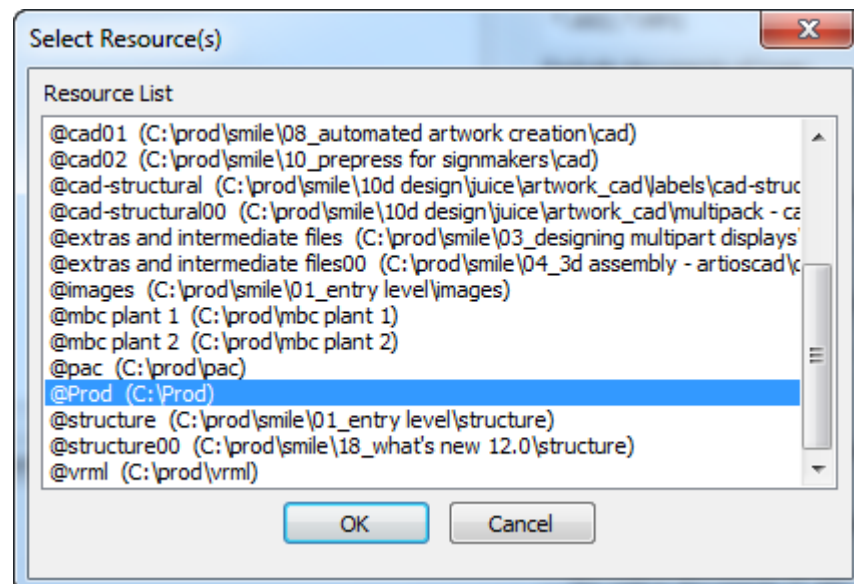 Select Resource(s)
Resource List
@cad01 (C:\prod\smile\08_automated artwork creation\cad)
@cad02 (C:\prod\smile\10_prepress for signmakers\cad)
@cad-structural (C:\prod\smile\10d design\juice\artwork_cad\labels\cad-struc
@cad-structural00 (C:\prod\smile\10d design\juice\artwork_cad\multipack - ca
@extras and intermediate files (C:\prod\smile\03_designing multipart displays\
@extras and intermediate files00 (C:\prod\smile\04_3d assembly - artioscad\c
@images (C:\prod\smile\01_entry level\images)
@mbc plant 1 (C:\prod\mbc plant 1)
@mbc plant 2 (C:\prod\mbc plant 2)
@pac (C:\prod\pac)
@Prod (C:\Prod)
@structure (C:\prod\smile\01_entry level\structure)
@structure00 (C:\prod\smile\18_what's new 12.0\structure)
@vrml (C:\prod\vrml)
OK Cancel